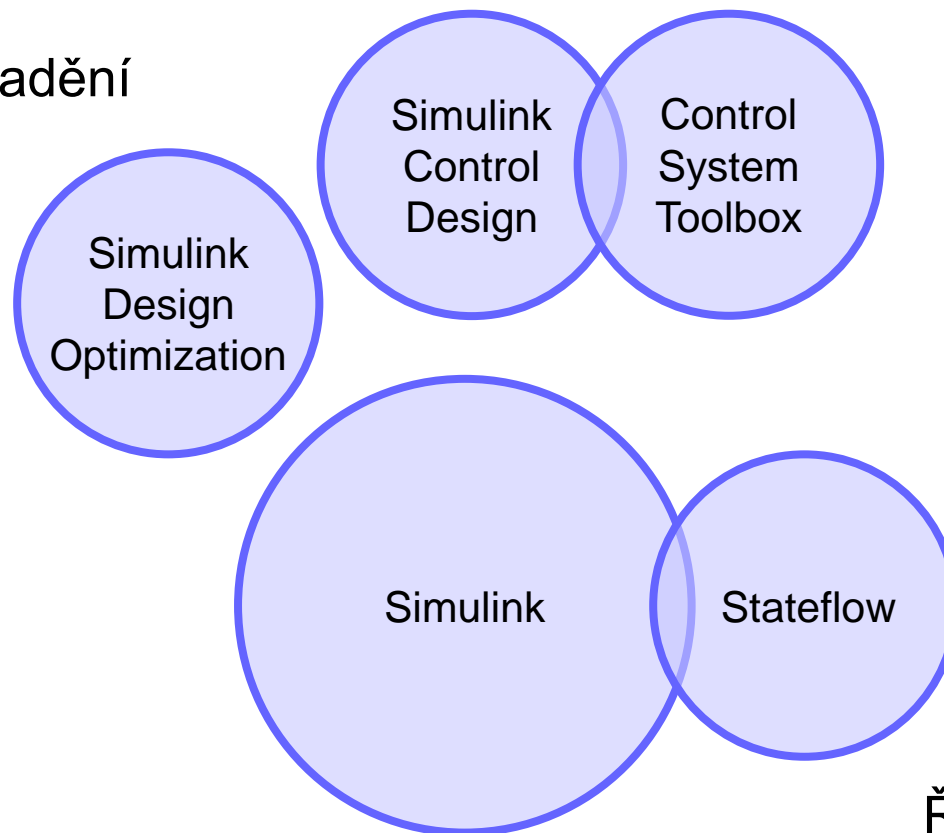 adění
Simulink
Control
Design
Control
System
Toolbox
Simulink
Design
Optimization
Simulink
Stateflow
Ř